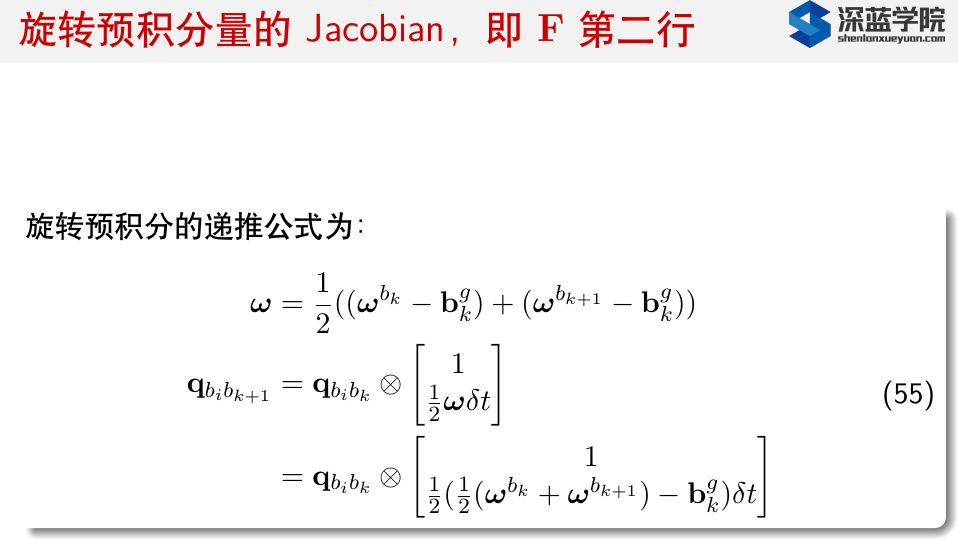 旋转预积分量的 Jacobian，即 F 第二行
深蓝学院
shenlanxueyuan.com
旋转预积分的递推公式为：
$\boldsymbol{\omega} = \frac{1}{2}((\boldsymbol{\omega}^{b_k} - \mathbf{b}_k^g) + (\boldsymbol{\omega}^{b_{k+1}} - \mathbf{b}_k^g))$
$\mathbf{q}_{b_i b_{k+1}} = \mathbf{q}_{b_i b_k} \otimes \begin{bmatrix} 1 \\ \frac{1}{2}\boldsymbol{\omega}\delta t \end{bmatrix}$
$= \mathbf{q}_{b_i b_k} \otimes \begin{bmatrix} 1 \\ \frac{1}{2}(\frac{1}{2}(\boldsymbol{\omega}^{b_k} + \boldsymbol{\omega}^{b_{k+1}}) - \mathbf{b}_k^g)\delta t \end{bmatrix}$
(55)